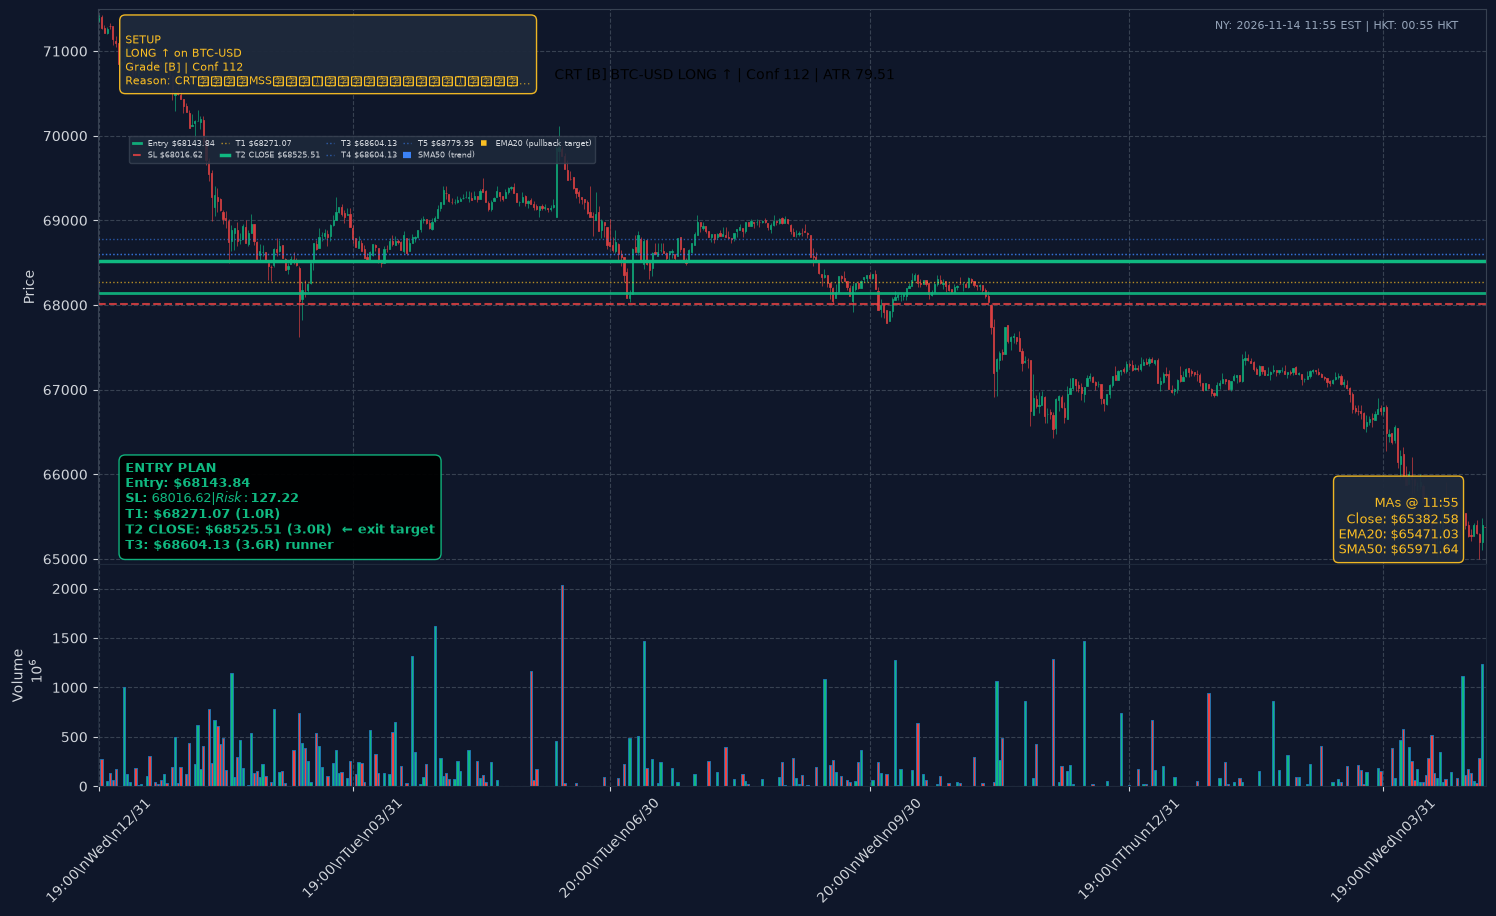 NY: 2026-11-14 11:55 EST | HKT: 00:55 HKT
SETUP
LONG ↑ on BTC-USD
Grade [B] | Conf 112
Reason: CRT MSS T T ...
CRT [B] BTC-USD LONG ↑ | Conf 112 | ATR 79.51
Entry $68143.84
SL $68016.62
T1 $68271.07
T2 CLOSE $68525.51
T3 $68604.13
T4 $68604.13
T5 $68779.95
SMA50 (trend)
EMA20 (pullback target)
71000
70000
69000
68000
67000
66000
65000
Price
ENTRY PLAN
Entry: $68143.84
SL: 68016.62|Risk:127.22
T1: $68271.07 (1.0R)
T2 CLOSE: $68525.51 (3.0R) ← exit target
T3: $68604.13 (3.6R) runner
MAs @ 11:55
Close: $65382.58
EMA20: $65471.03
SMA50: $65971.64
2000
1500
1000
500
0
Volume
10⁶
19:00\nWed\n12/31
19:00\nTue\n03/31
20:00\nTue\n06/30
20:00\nWed\n09/30
19:00\nThu\n12/31
19:00\nWed\n03/31